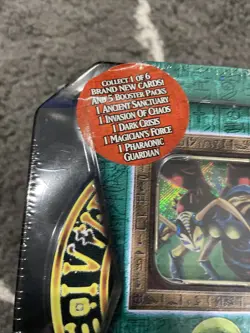 COLLECT 1 OF 6
BRAND NEW CARDS!
AND 5 BOOSTER PACKS
1 ANCIENT SANCTUARY
1 INVASION OF CHAOS
1 DARK CRISIS
1 MAGICIAN'S FORCE
1 PHARAONIC
GUARDIAN